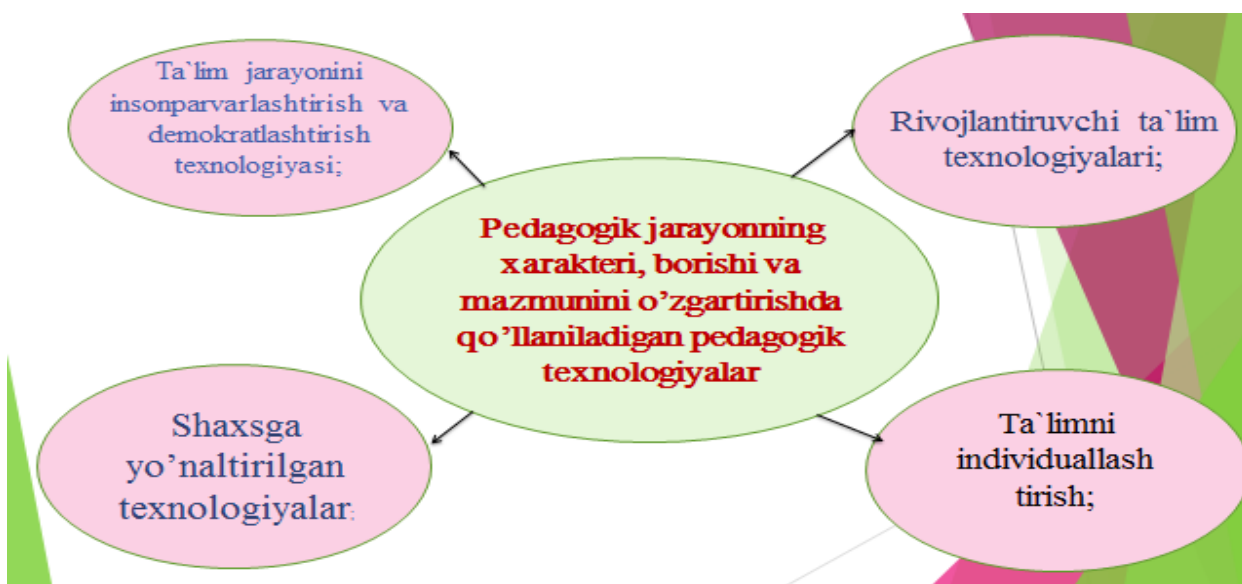 Ta`lim jarayonini
insonparvarlashtirish va
demokratlashtirish
texnologiyasi;
Rivojlantiruvchi ta`lim
texnologiyalari;
Pedagogik jarayonning
xarakteri, borishi va
mazmunini o’zgartirishda
qo’llaniladigan pedagogik
texnologiyalar
Shaxsga
yo’naltirilgan
texnologiyalar;
Ta`limni
individuallash
tirish;